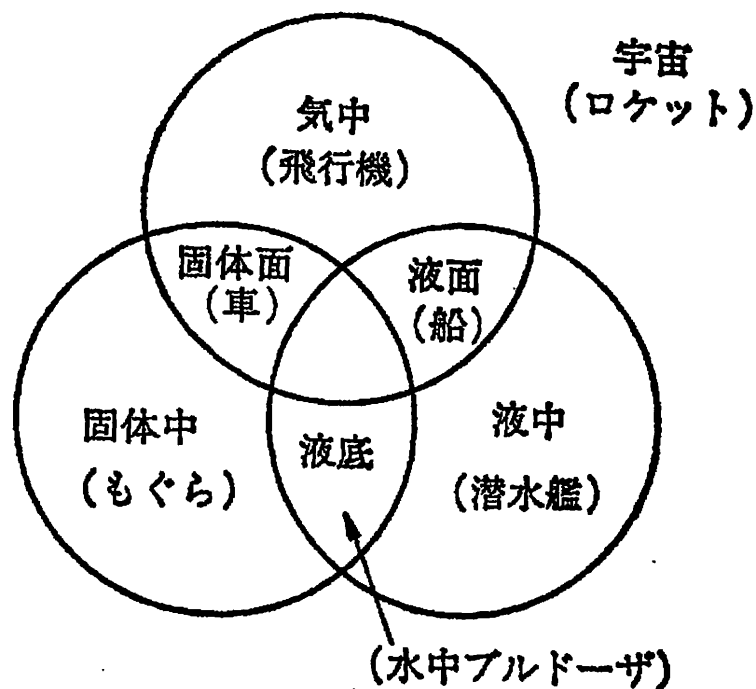 宇宙
(ロケット)
気中
(飛行機)
固体面
(車)
液面
(船)
固体中
(もぐら)
液底
液中
(潜水艦)
(水中ブルドーザ)